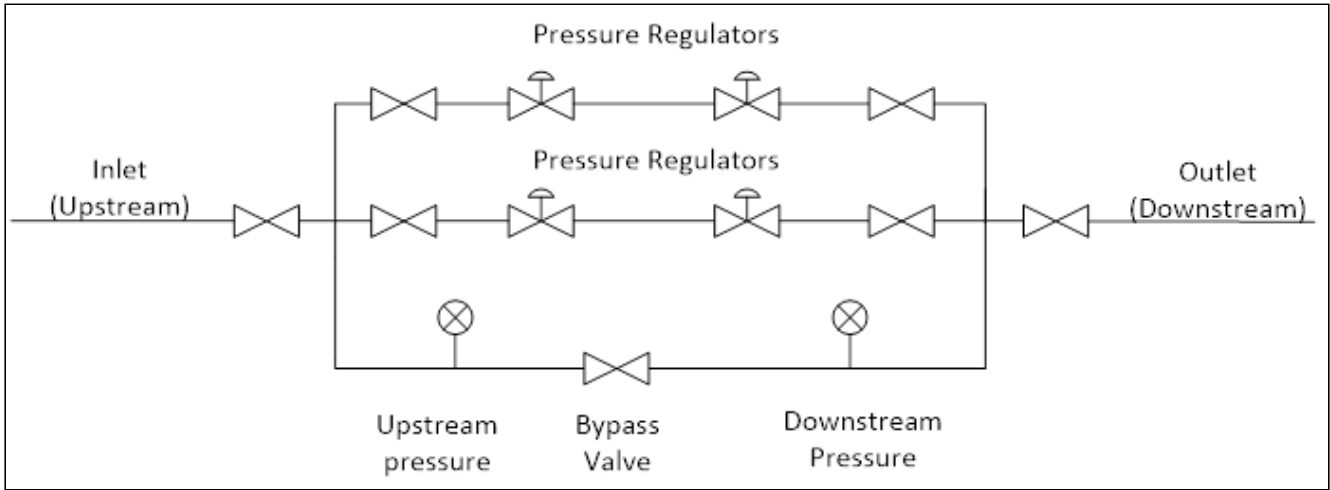 Pressure Regulators
Pressure Regulators
Inlet
(Upstream)
Outlet
(Downstream)
Upstream
pressure
Bypass
Valve
Downstream
Pressure